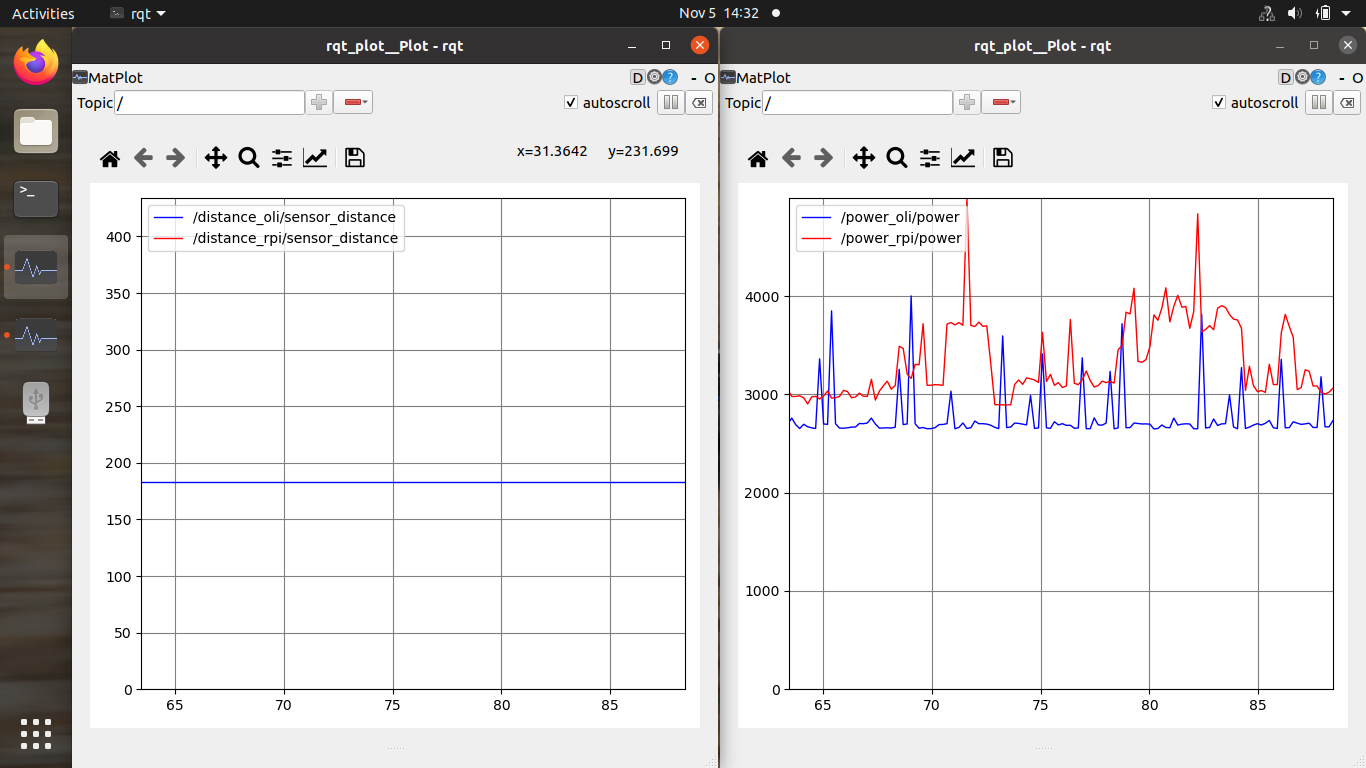 Activities
rqt
Nov 5 14:32
rqt_plot__Plot - rqt
MatPlot
D
?
- O
Topic /
autoscroll
x=31.3642 y=231.699
/distance_oli/sensor_distance
/distance_rpi/sensor_distance
400
350
300
250
200
150
100
50
0
65 70 75 80 85
rqt_plot__Plot - rqt
MatPlot
D
?
- O
Topic /
autoscroll
/power_oli/power
/power_rpi/power
4000
3000
2000
1000
0
65 70 75 80 85
>_